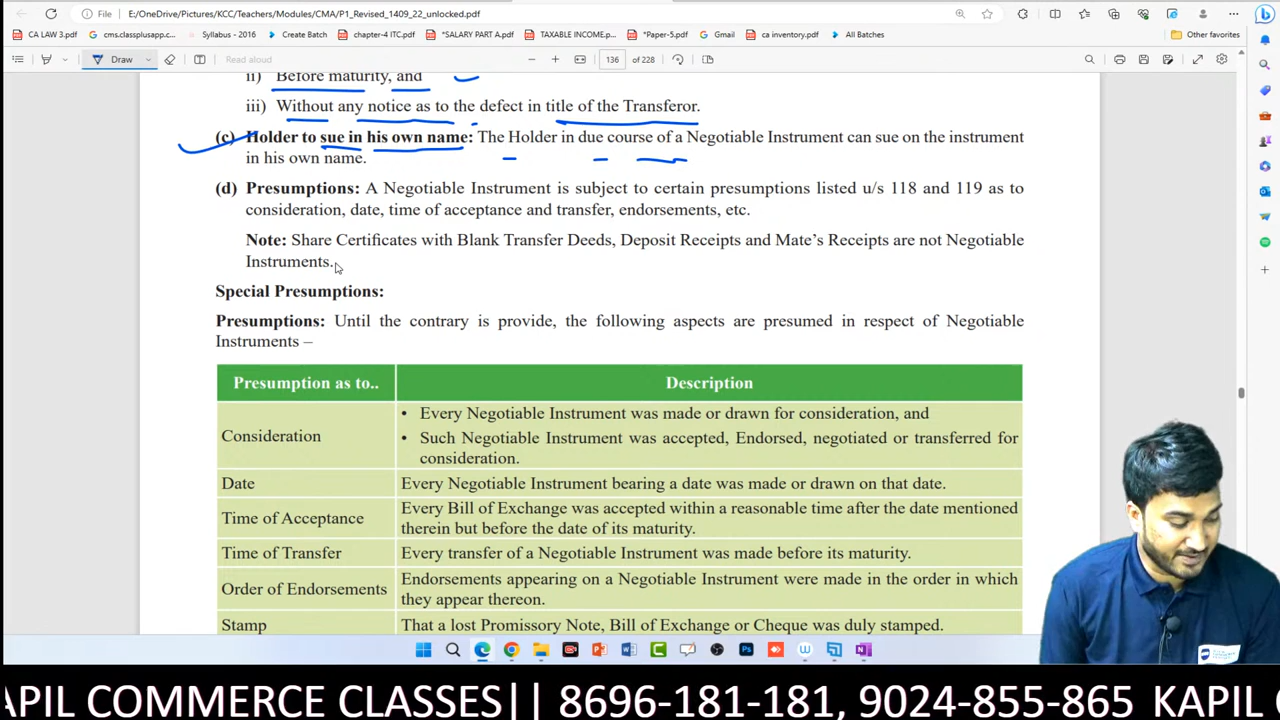 File E:/OneDrive/Pictures/KCC/Teachers/Modules/CMA/P1_Revised_1409_22_unlocked.pdf
CA LAW 3.pdf cms.classplusapp.c... Syllabus - 2016 Create Batch chapter-4 ITC.pdf *SALARY PART A.pdf TAXABLE INCOME.p... *Paper-5.pdf Gmail ca inventory.pdf All Batches Other favorites
Draw Read aloud 136 of 228
ii) Before maturity, and
iii) Without any notice as to the defect in title of the Transferor.
(c) Holder to sue in his own name: The Holder in due course of a Negotiable Instrument can sue on the instrument
in his own name.
(d) Presumptions: A Negotiable Instrument is subject to certain presumptions listed u/s 118 and 119 as to
consideration, date, time of acceptance and transfer, endorsements, etc.
Note: Share Certificates with Blank Transfer Deeds, Deposit Receipts and Mate's Receipts are not Negotiable
Instruments.
Special Presumptions:
Presumptions: Until the contrary is provide, the following aspects are presumed in respect of Negotiable
Instruments –
Presumption as to.. Description
Consideration
• Every Negotiable Instrument was made or drawn for consideration, and
• Such Negotiable Instrument was accepted, Endorsed, negotiated or transferred for
consideration.
Date Every Negotiable Instrument bearing a date was made or drawn on that date.
Time of Acceptance
Every Bill of Exchange was accepted within a reasonable time after the date mentioned
therein but before the date of its maturity.
Time of Transfer Every transfer of a Negotiable Instrument was made before its maturity.
Order of Endorsements
Endorsements appearing on a Negotiable Instrument were made in the order in which
they appear thereon.
Stamp That a lost Promissory Note, Bill of Exchange or Cheque was duly stamped.
APIL COMMERCE CLASSES|| 8696-181-181, 9024-855-865 KAPIL C